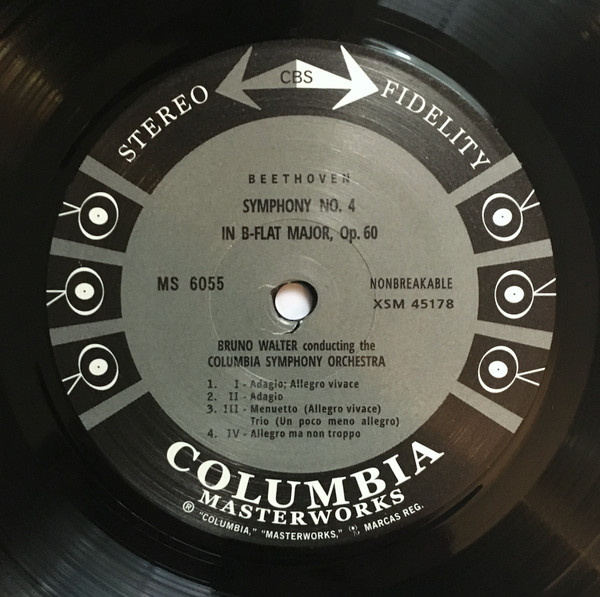 CBS
STEREO FIDELITY
BEETHOVEN
SYMPHONY NO. 4
IN B-FLAT MAJOR, Op. 60
MS 6055
NONBREAKABLE
XSM 45178
BRUNO WALTER conducting the
COLUMBIA SYMPHONY ORCHESTRA
1. I - Adagio; Allegro vivace
2. II - Adagio
3. III - Menuetto (Allegro vivace)
Trio (Un poco meno allegro)
4. IV - Allegro ma non troppo
COLUMBIA
MASTERWORKS
® "COLUMBIA," "MASTERWORKS," MARCAS REG.